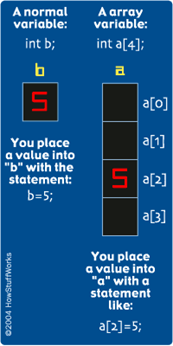 A normal
variable:
int b;
b
5
You place
a value into
"b" with the
statement:
b=5;
A array
variable:
int a[4];
a
a[0]
a[1]
5
a[2]
a[3]
You place
a value into
"a" with a
statement
like:
a[2]=5;
©2004 HowStuffWorks